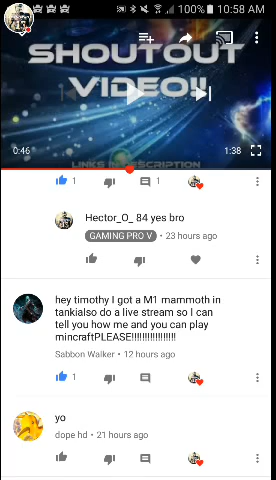 100% 10:58 AM
SHOUTOUT
VIDEO!!
LINKS IN DESCRIPTION
0:46 1:38
1 1
Hector_O_ 84 yes bro
GAMING PRO V • 23 hours ago
hey timothy I got a M1 mammoth in
tankialso do a live stream so I can
tell you how me and you can play
mincraftPLEASE!!!!!!!!!!!!!!!!!
Sabbon Walker • 12 hours ago
1
yo
dope hd • 21 hours ago